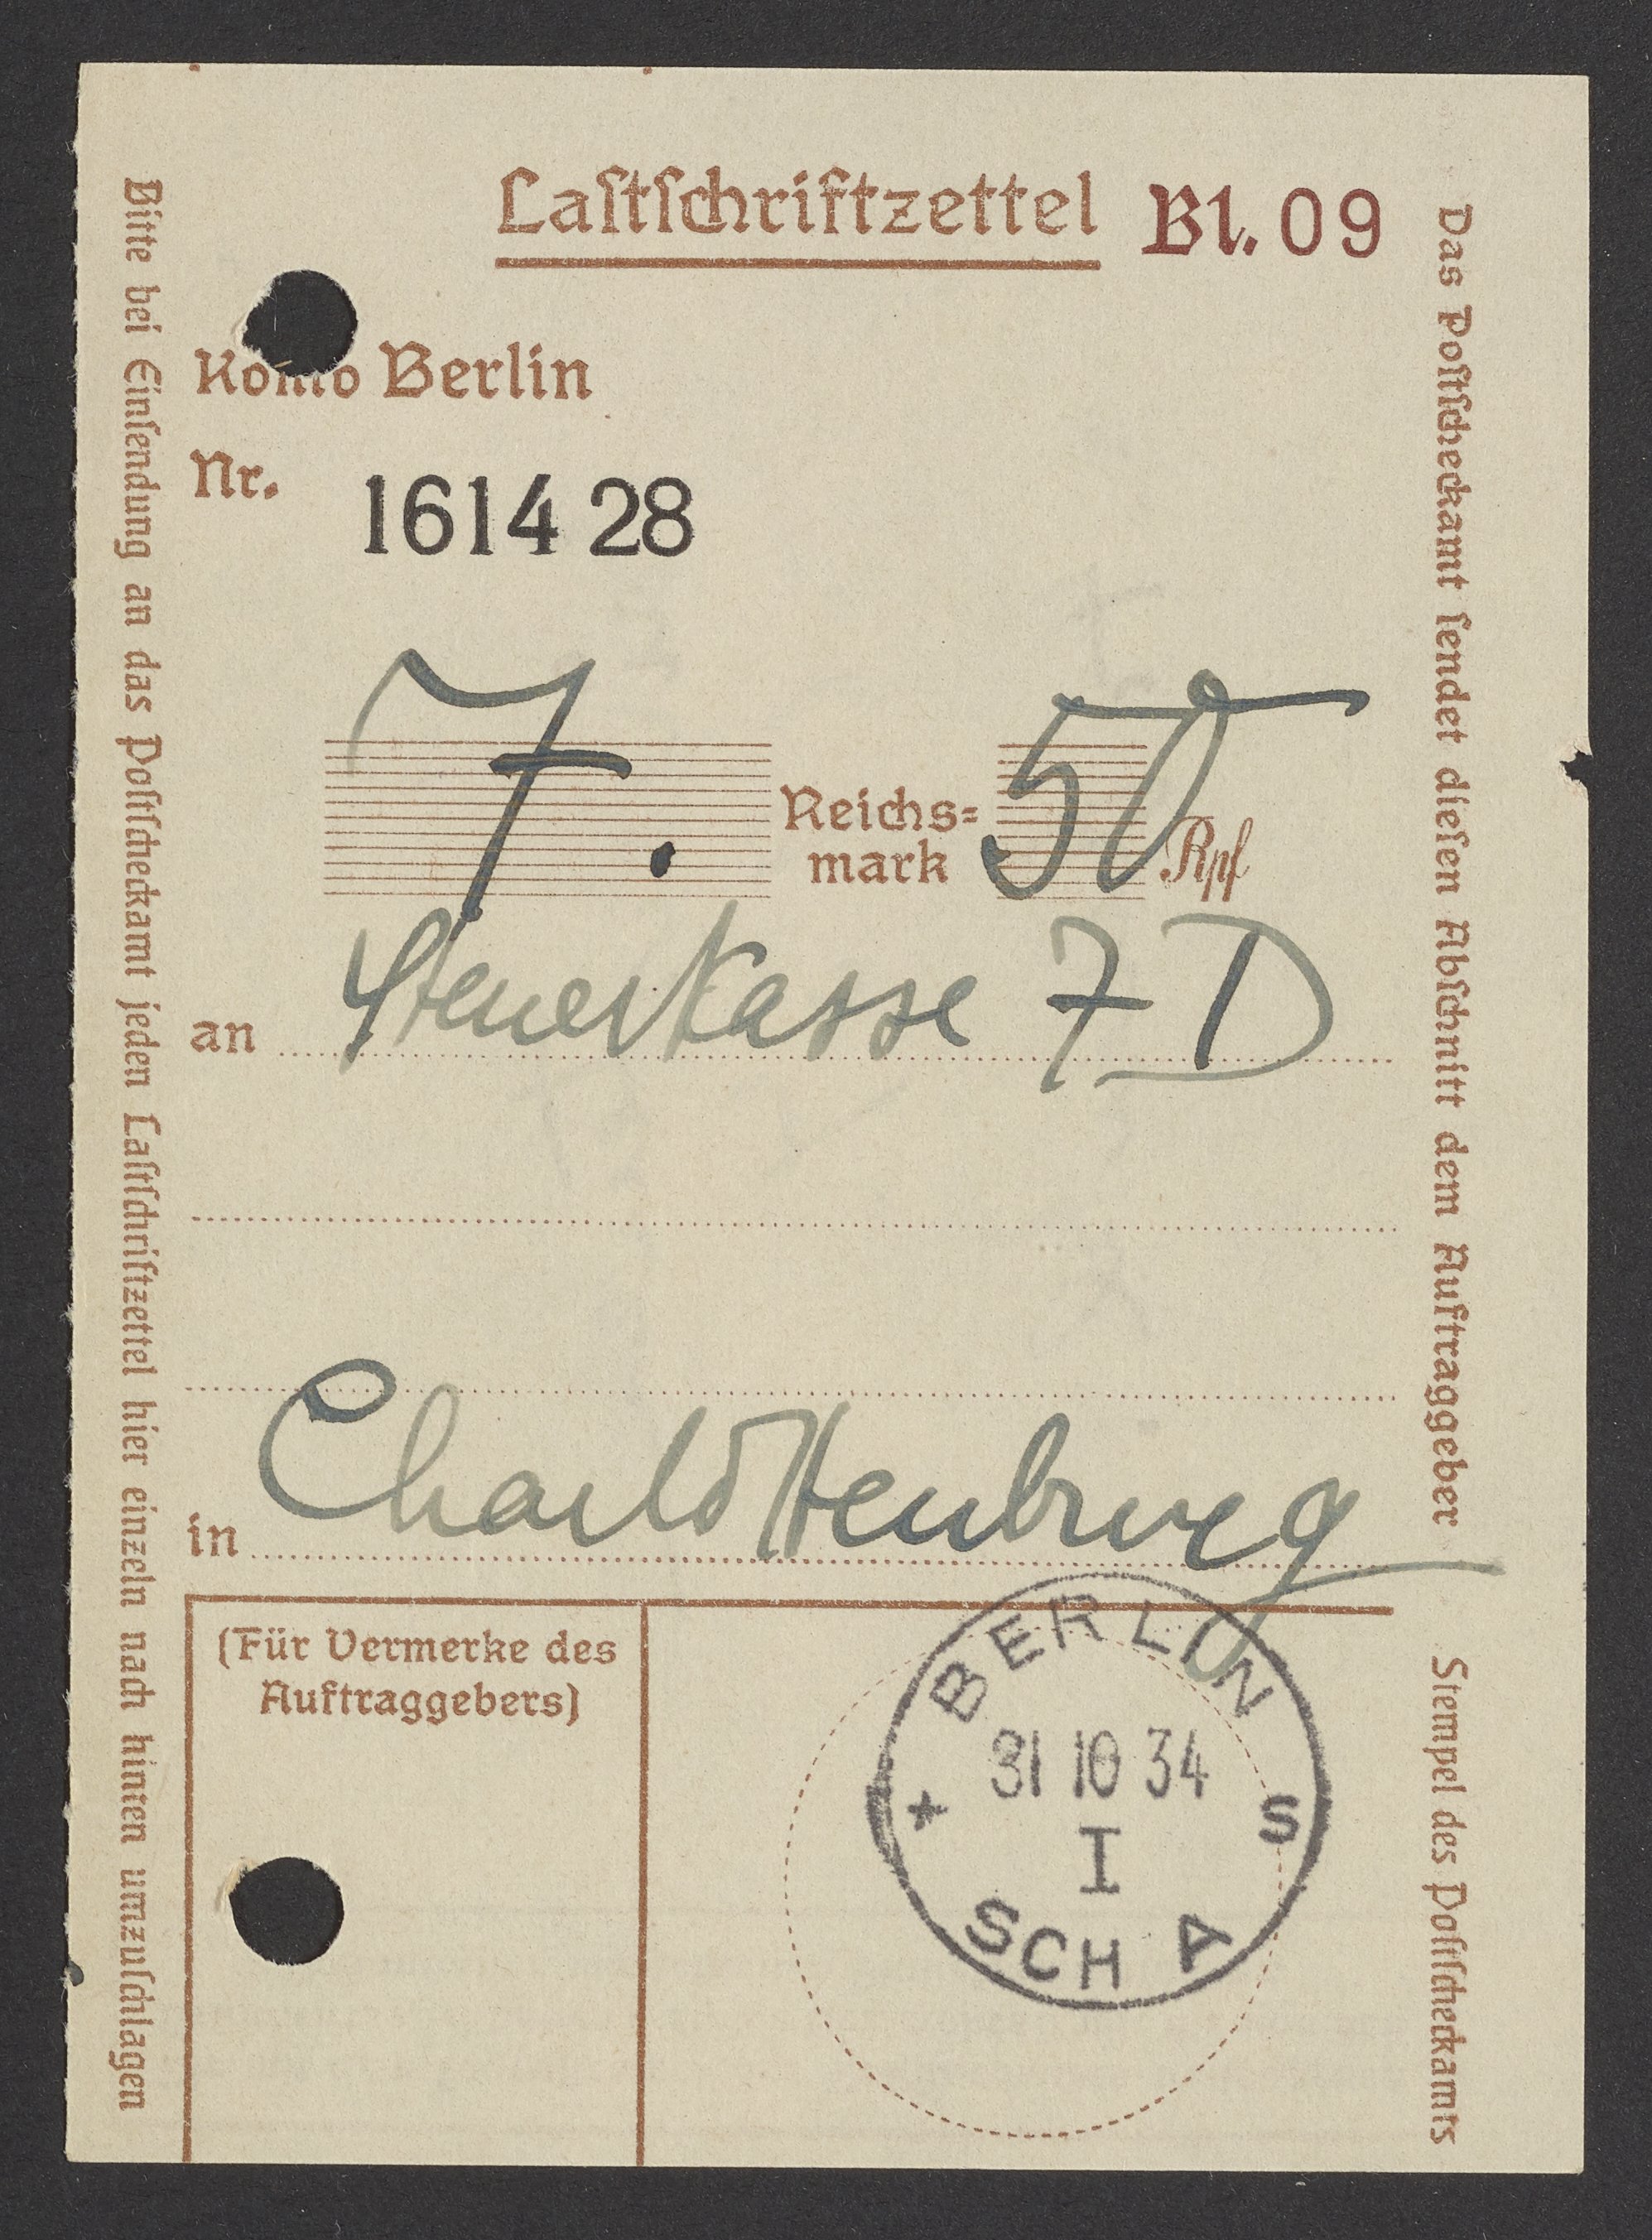 Lastschriftzettel Bl. 09
Konto Berlin
Nr. 1614 28
7. Reichs=
mark 50 Rpf
an Steuerkasse 7 D
in Charlottenburg
(Für Vermerke des
Auftraggebers)
BERLIN
31 10 34
* S
I
SCH A
Bitte bei Einsendung an das Postscheckamt jeden Lastschriftzettel hier einzeln nach hinten umzuschlagen
Das Postscheckamt sendet diesen Abschnitt dem Auftraggeber
Stempel des Postscheckamts